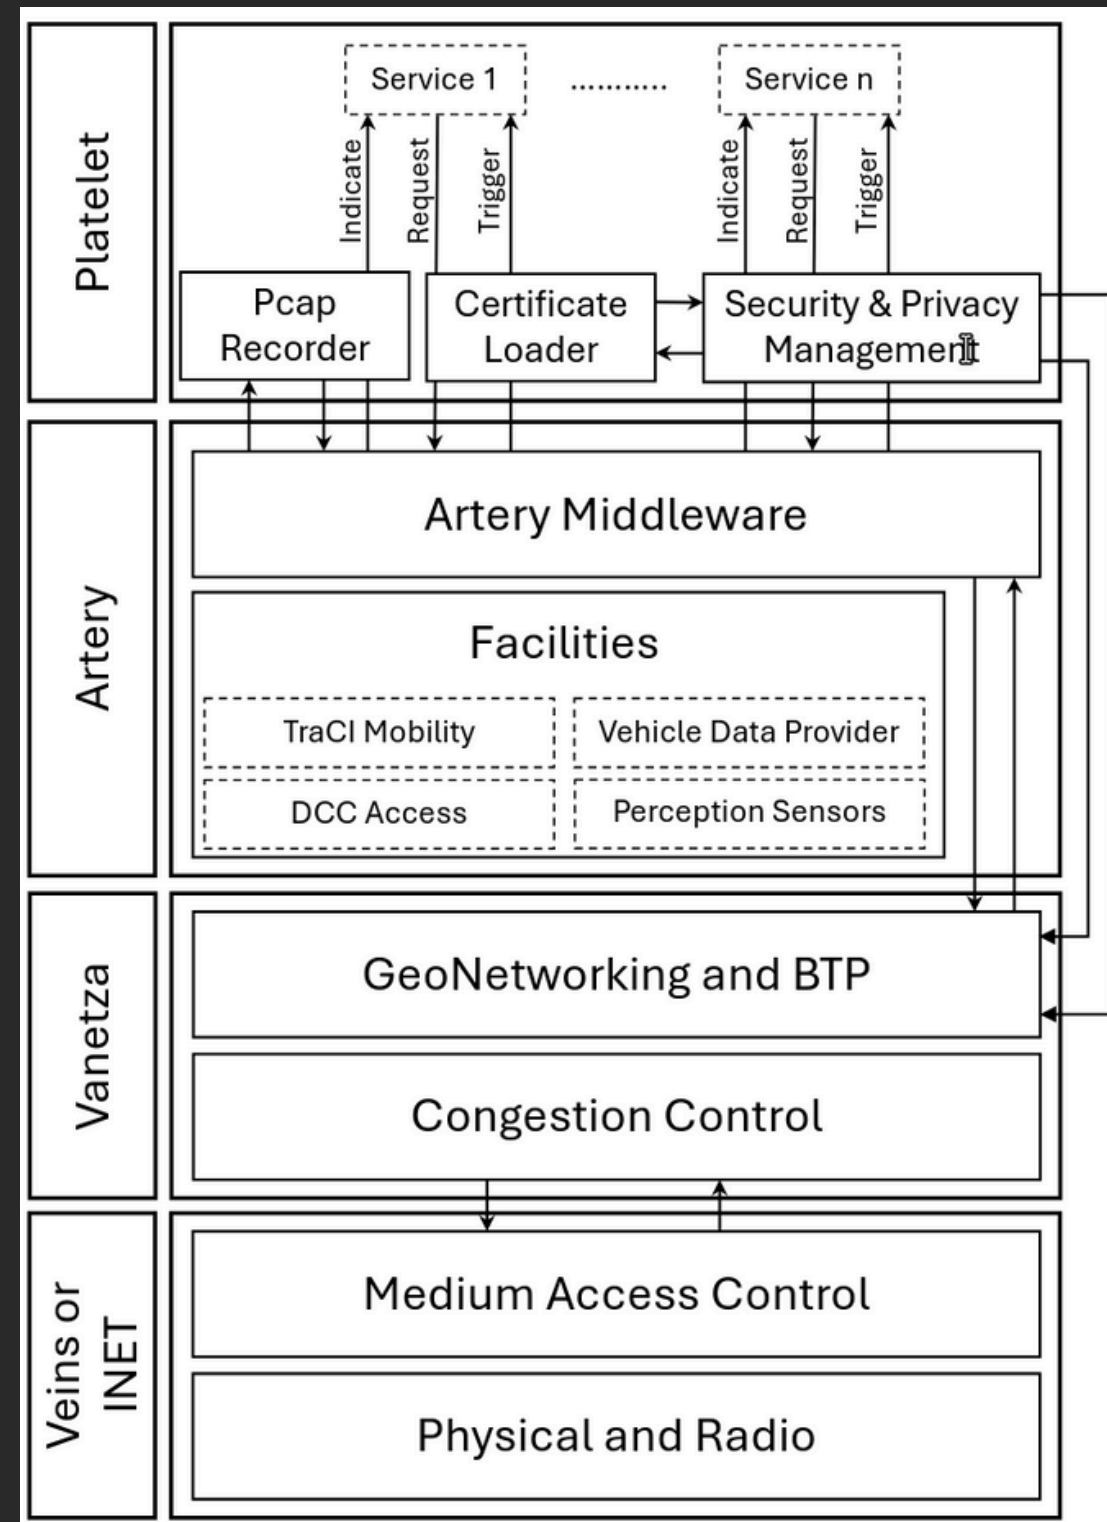 Platelet
Service 1
...........
Service n
Indicate
Request
Trigger
Indicate
Request
Trigger
Pcap
Recorder
Certificate
Loader
Security & Privacy
Management
Artery
Artery Middleware
Facilities
TraCI Mobility
Vehicle Data Provider
DCC Access
Perception Sensors
Vanetza
GeoNetworking and BTP
Congestion Control
Veins or
INET
Medium Access Control
Physical and Radio